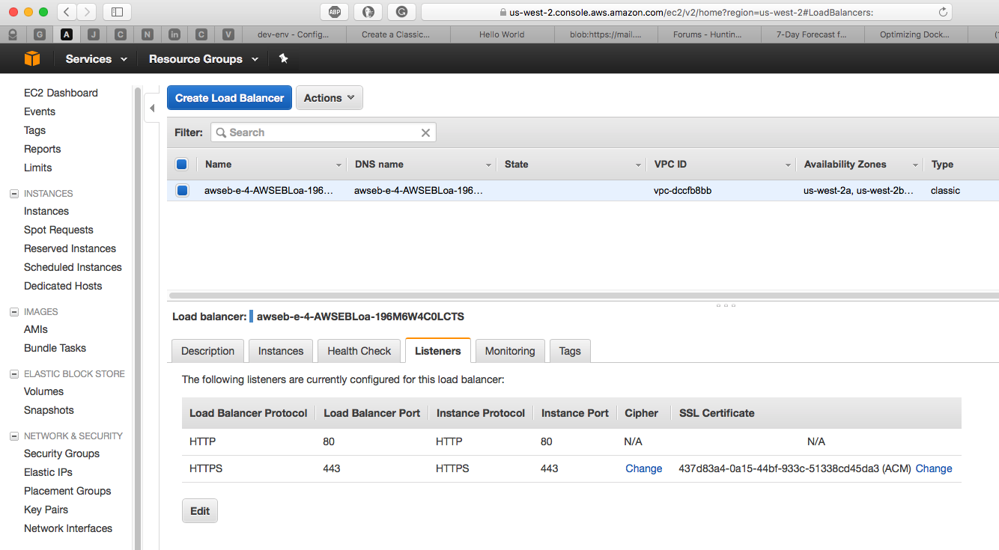 ABP
us-west-2.console.aws.amazon.com/ec2/v2/home?region=us-west-2#LoadBalancers:
G A J C N in C V dev-env - Config... Create a Classic... Hello World blob:https://mail.... Forums - Huntin... 7-Day Forecast f... Optimizing Dock...
Services Resource Groups
EC2 Dashboard
Events
Tags
Reports
Limits
INSTANCES
Instances
Spot Requests
Reserved Instances
Scheduled Instances
Dedicated Hosts
IMAGES
AMIs
Bundle Tasks
ELASTIC BLOCK STORE
Volumes
Snapshots
NETWORK & SECURITY
Security Groups
Elastic IPs
Placement Groups
Key Pairs
Network Interfaces
Create Load Balancer Actions
Filter: Search
Name DNS name State VPC ID Availability Zones Type
awseb-e-4-AWSEBLoa-196... awseb-e-4-AWSEBLoa-196... vpc-dccfb8bb us-west-2a, us-west-2b... classic
Load balancer: awseb-e-4-AWSEBLoa-196M6W4C0LCTS
Description Instances Health Check Listeners Monitoring Tags
The following listeners are currently configured for this load balancer:
Load Balancer Protocol Load Balancer Port Instance Protocol Instance Port Cipher SSL Certificate
HTTP 80 HTTP 80 N/A N/A
HTTPS 443 HTTPS 443 Change 437d83a4-0a15-44bf-933c-51338cd45da3 (ACM) Change
Edit